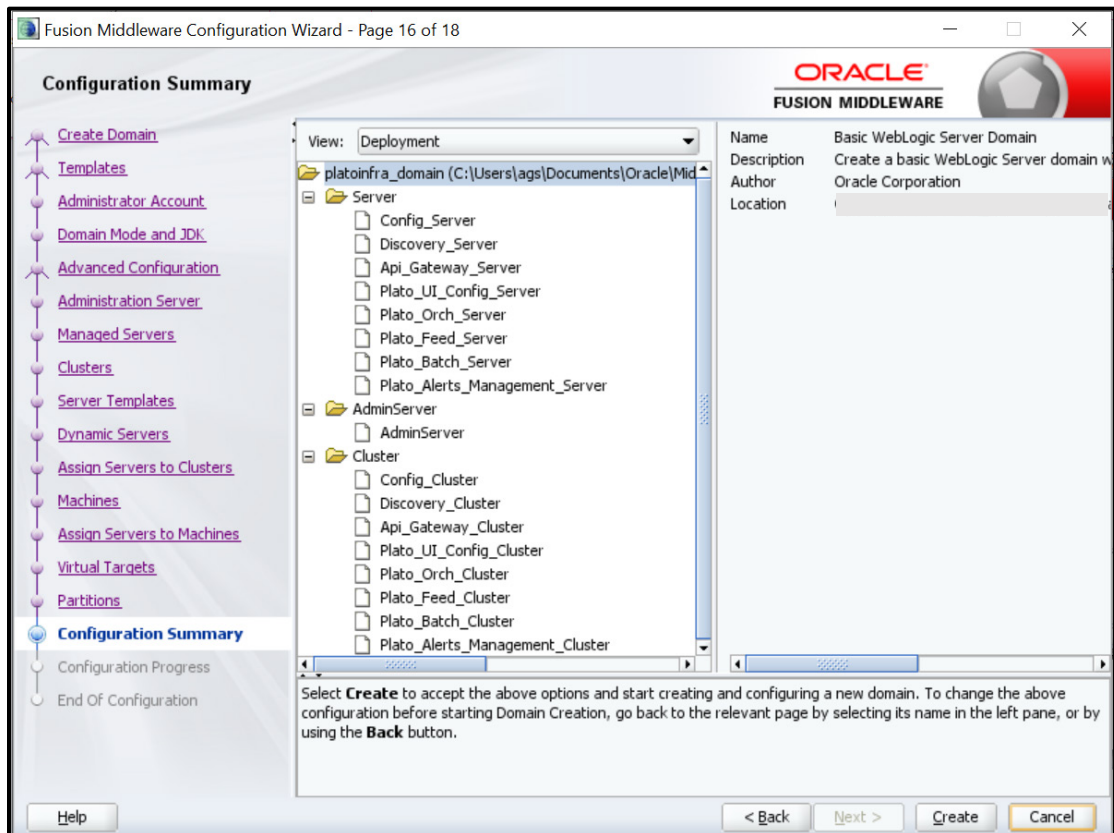 Fusion Middleware Configuration Wizard - Page 16 of 18
Configuration Summary
ORACLE
FUSION MIDDLEWARE
Create Domain
Templates
Administrator Account
Domain Mode and JDK
Advanced Configuration
Administration Server
Managed Servers
Clusters
Server Templates
Dynamic Servers
Assign Servers to Clusters
Machines
Assign Servers to Machines
Virtual Targets
Partitions
Configuration Summary
Configuration Progress
End Of Configuration
View: Deployment
platoinfra_domain (C:\Users\ags\Documents\Oracle\Mid
Server
Config_Server
Discovery_Server
Api_Gateway_Server
Plato_UI_Config_Server
Plato_Orch_Server
Plato_Feed_Server
Plato_Batch_Server
Plato_Alerts_Management_Server
AdminServer
AdminServer
Cluster
Config_Cluster
Discovery_Cluster
Api_Gateway_Cluster
Plato_UI_Config_Cluster
Plato_Orch_Cluster
Plato_Feed_Cluster
Plato_Batch_Cluster
Plato_Alerts_Management_Cluster
Name Basic WebLogic Server Domain
Description Create a basic WebLogic Server domain w
Author Oracle Corporation
Location
Select Create to accept the above options and start creating and configuring a new domain. To change the above
configuration before starting Domain Creation, go back to the relevant page by selecting its name in the left pane, or by
using the Back button.
Help
< Back
Next >
Create
Cancel